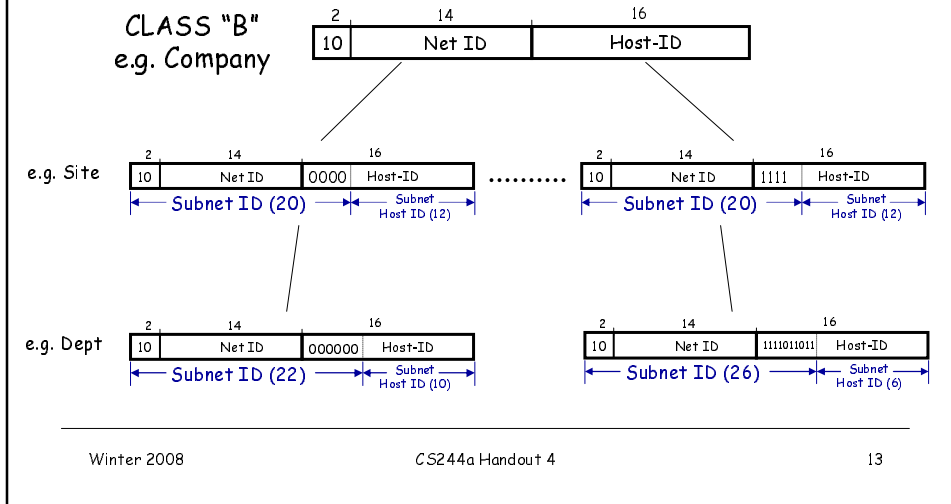 CLASS "B"
e.g. Company
2 14 16
10 Net ID Host-ID
e.g. Site
2 14 16
10 Net ID 0000 Host-ID
Subnet ID (20) Subnet
Host ID (12)
..........
2 14 16
10 Net ID 1111 Host-ID
Subnet ID (20) Subnet
Host ID (12)
e.g. Dept
2 14 16
10 Net ID 000000 Host-ID
Subnet ID (22) Subnet
Host ID (10)
2 14 16
10 Net ID 1111011011 Host-ID
Subnet ID (26) Subnet
Host ID (6)
Winter 2008 CS244a Handout 4 13